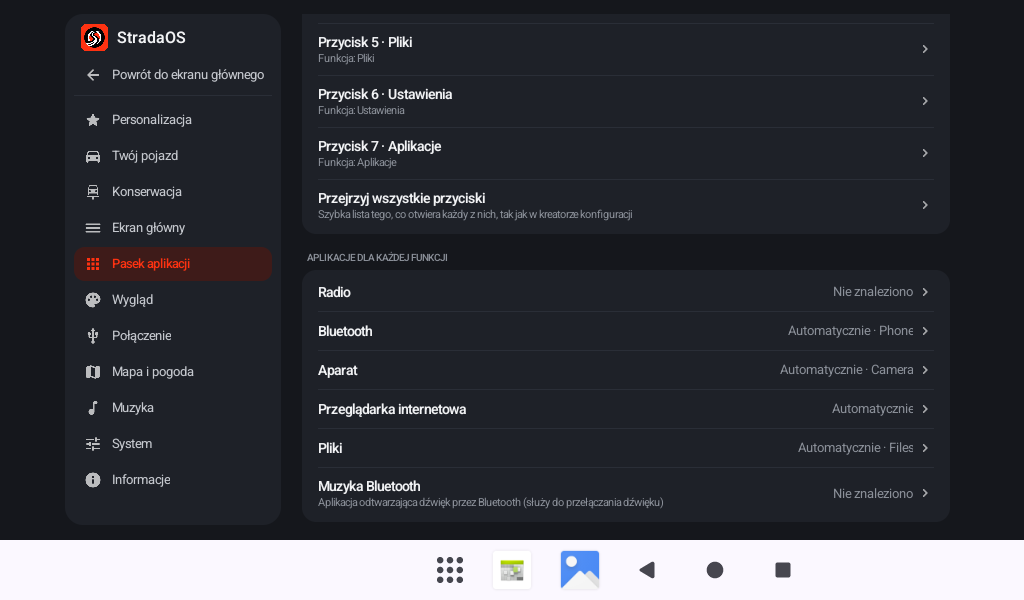 StradaOS
Powrót do ekranu głównego
Personalizacja
Twój pojazd
Konserwacja
Ekran główny
Pasek aplikacji
Wygląd
Połączenie
Mapa i pogoda
Muzyka
System
Informacje
Przycisk 5 · Pliki
Funkcja: Pliki
Przycisk 6 · Ustawienia
Funkcja: Ustawienia
Przycisk 7 · Aplikacje
Funkcja: Aplikacje
Przejrzyj wszystkie przyciski
Szybka lista tego, co otwiera każdy z nich, tak jak w kreatorze konfiguracji
APLIKACJE DLA KAŻDEJ FUNKCJI
Radio Nie znaleziono
Bluetooth Automatycznie · Phone
Aparat Automatycznie · Camera
Przeglądarka internetowa Automatycznie
Pliki Automatycznie · Files
Muzyka Bluetooth Nie znaleziono
Aplikacja odtwarzająca dźwięk przez Bluetooth (służy do przełączania dźwięku)